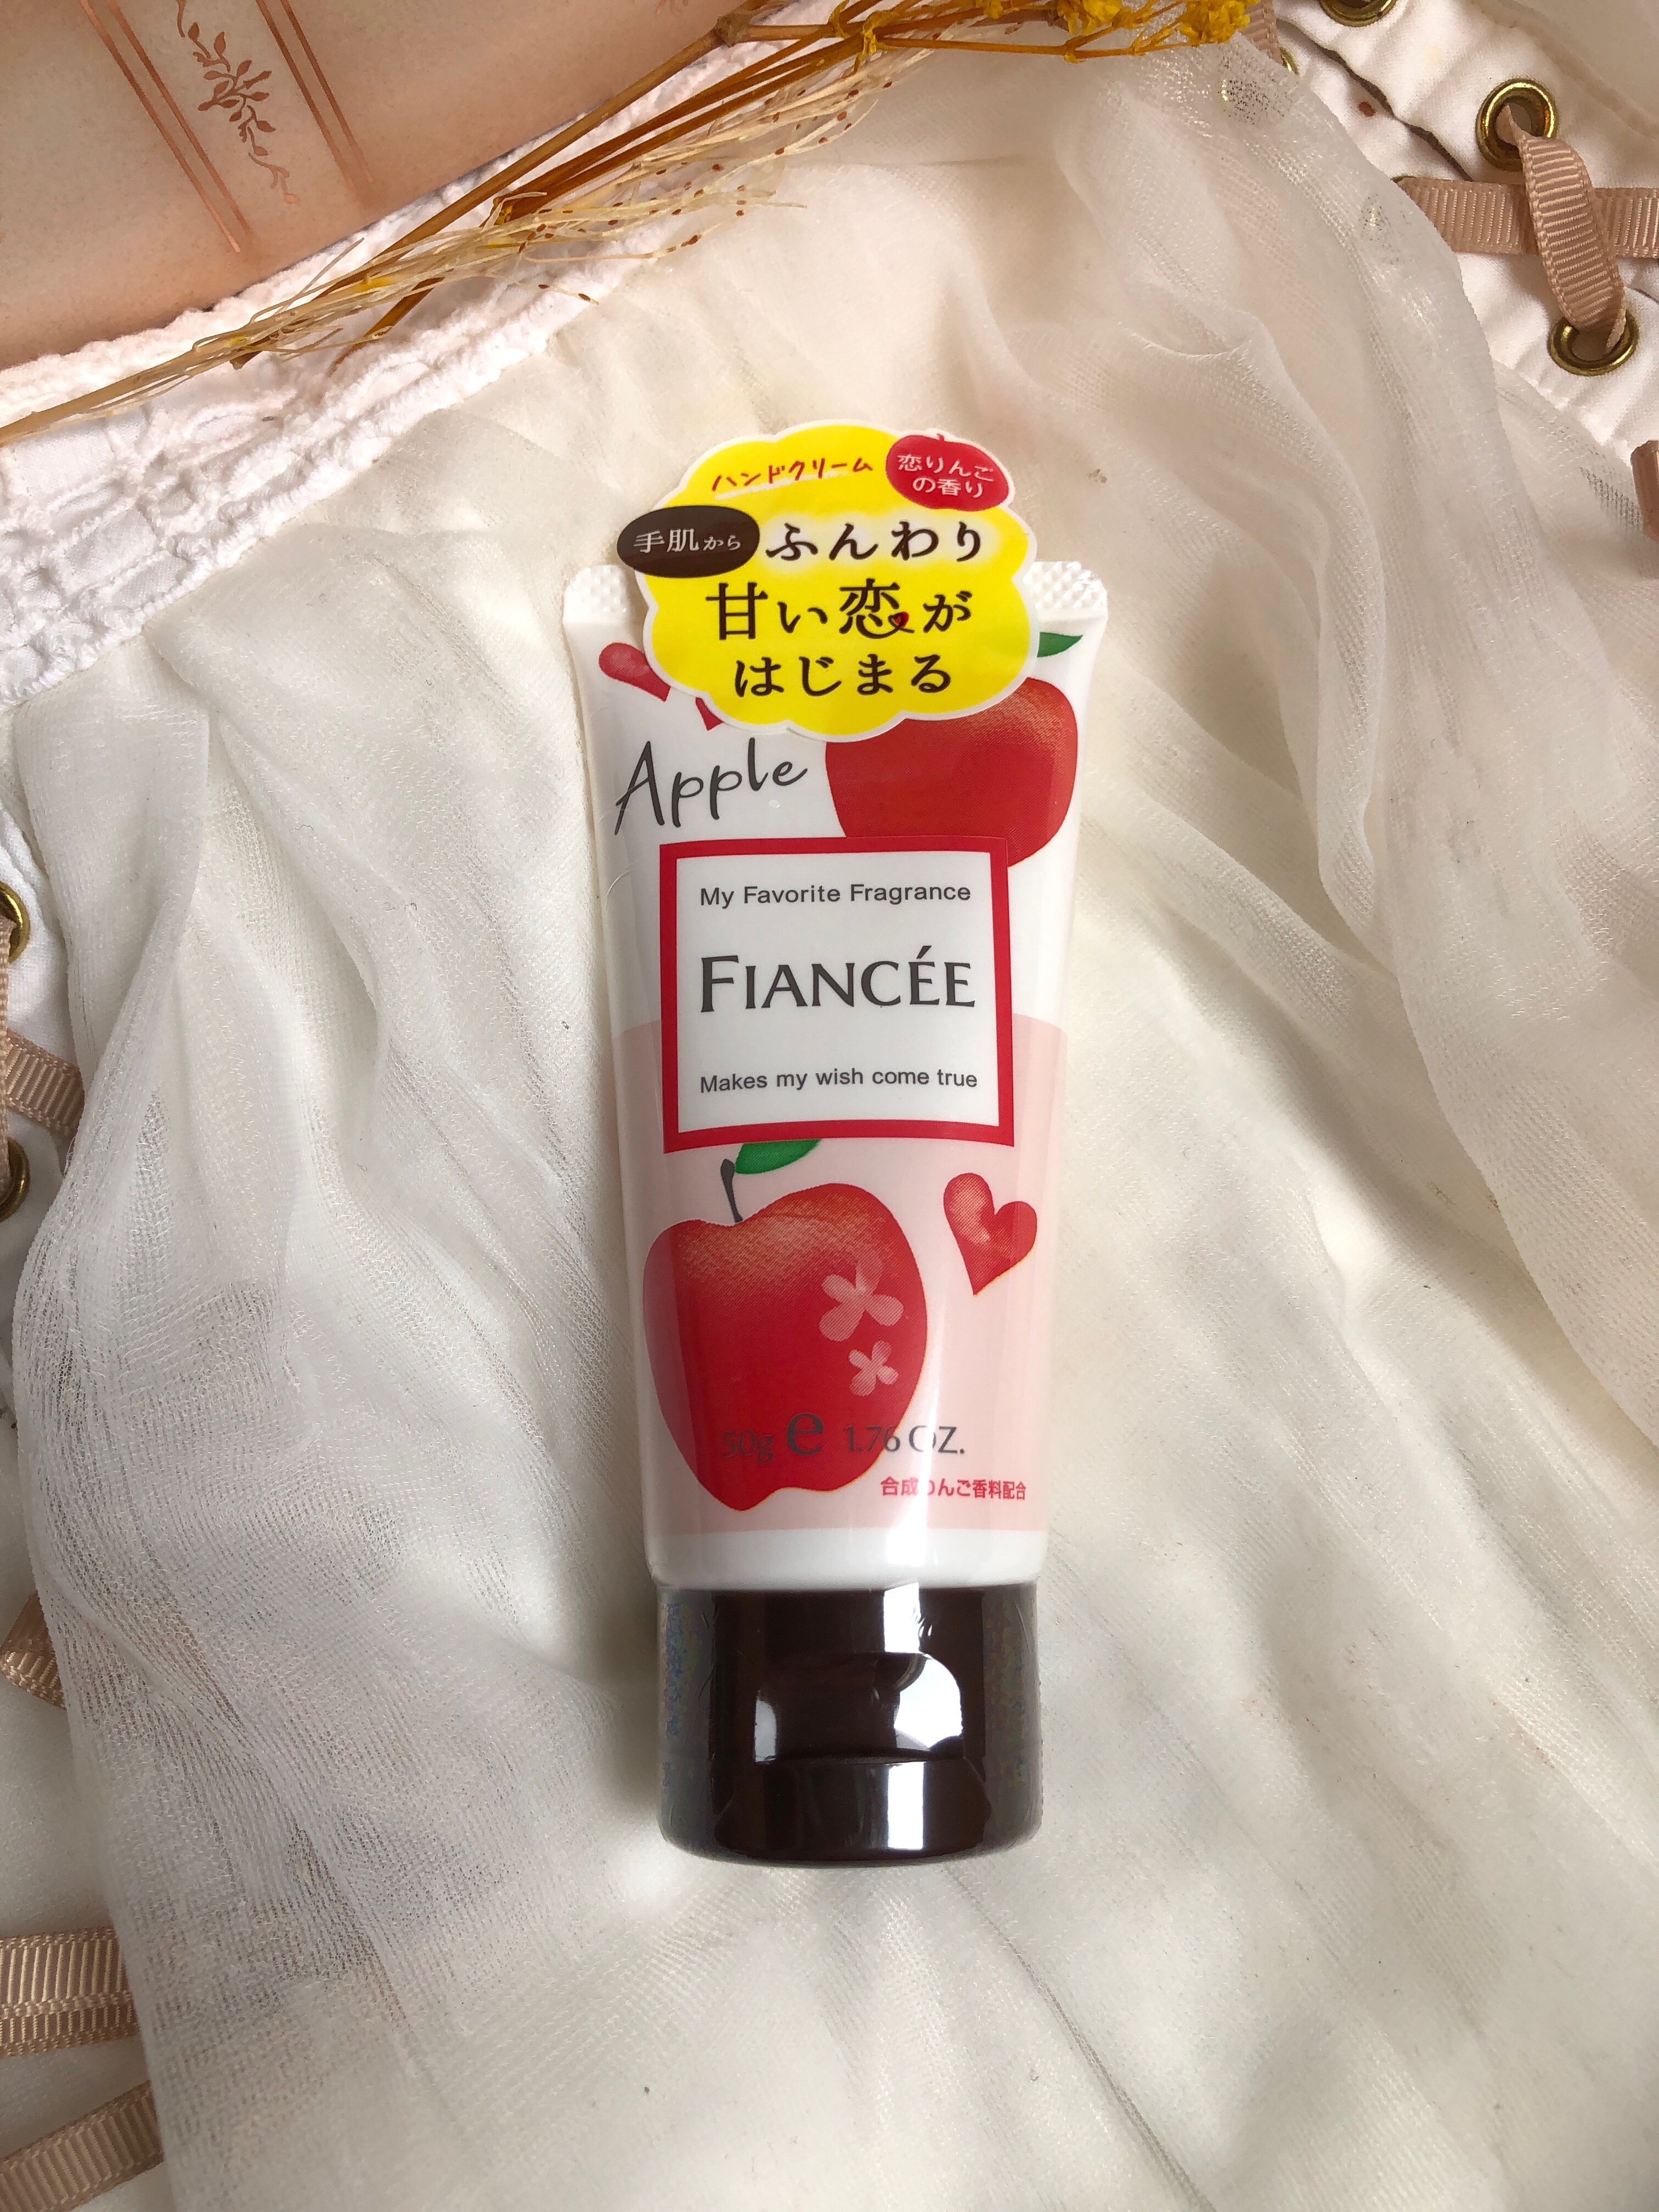 ハンドクリーム
恋りんご
の香り
手肌から ふんわり
甘い恋が
はじまる
Apple
My Favorite Fragrance
FIANCÉE
Makes my wish come true
50g e 1.76 OZ.
合成りんご香料配合